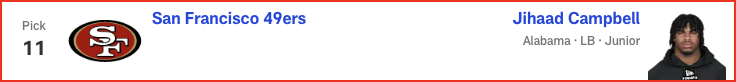 Pick
11
SF
San Francisco 49ers
Jihaad Campbell
Alabama · LB · Junior